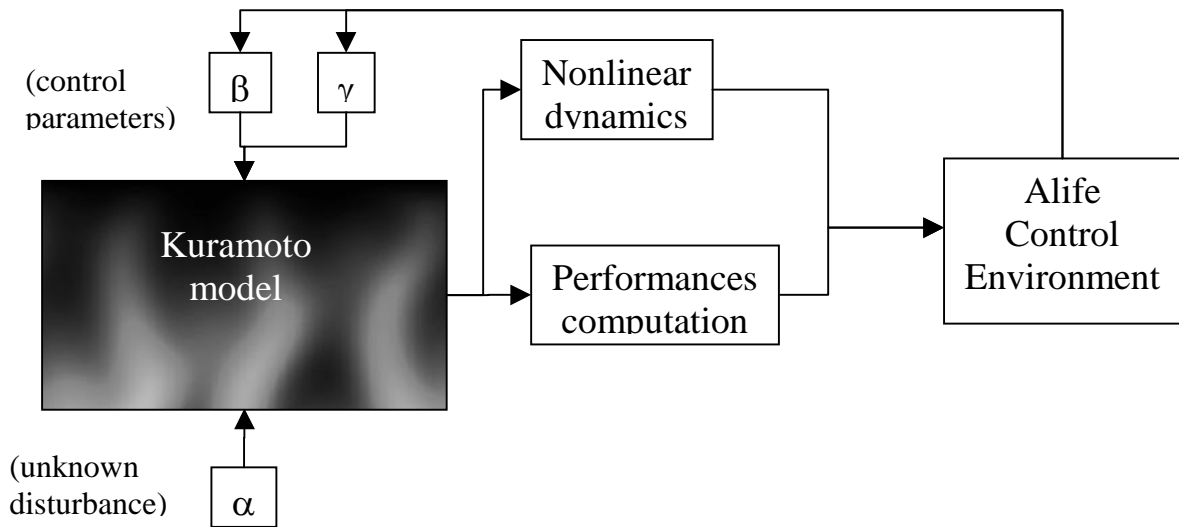 (control
parameters)
β
γ
Nonlinear
dynamics
Kuramoto
model
Performances
computation
Alife
Control
Environment
(unknown
disturbance)
α